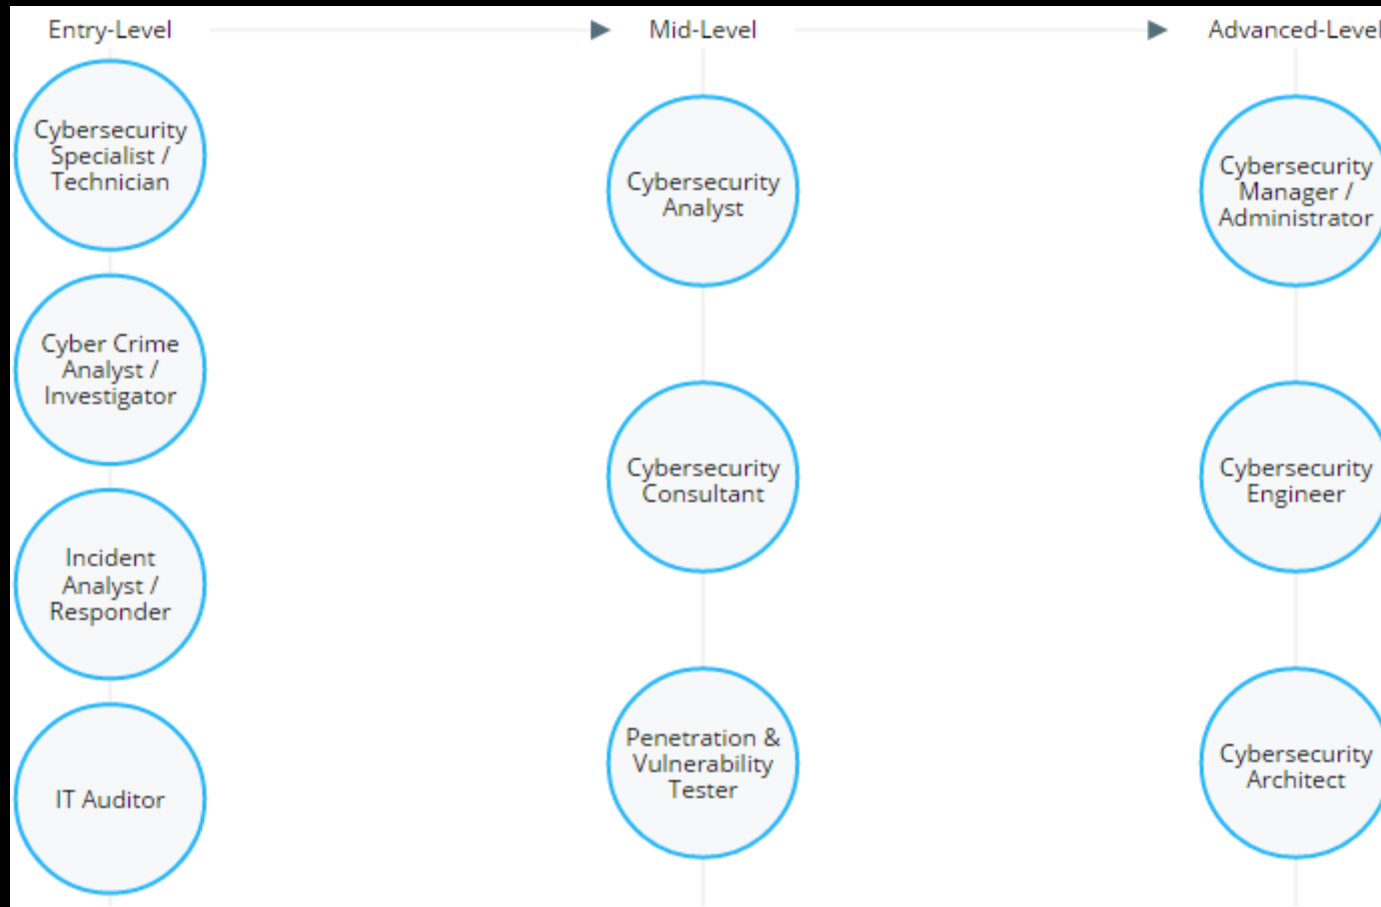 Entry-Level
Mid-Level
Advanced-Level
Cybersecurity
Specialist /
Technician
Cyber Crime
Analyst /
Investigator
Incident
Analyst /
Responder
IT Auditor
Cybersecurity
Analyst
Cybersecurity
Consultant
Penetration &
Vulnerability
Tester
Cybersecurity
Manager /
Administrator
Cybersecurity
Engineer
Cybersecurity
Architect